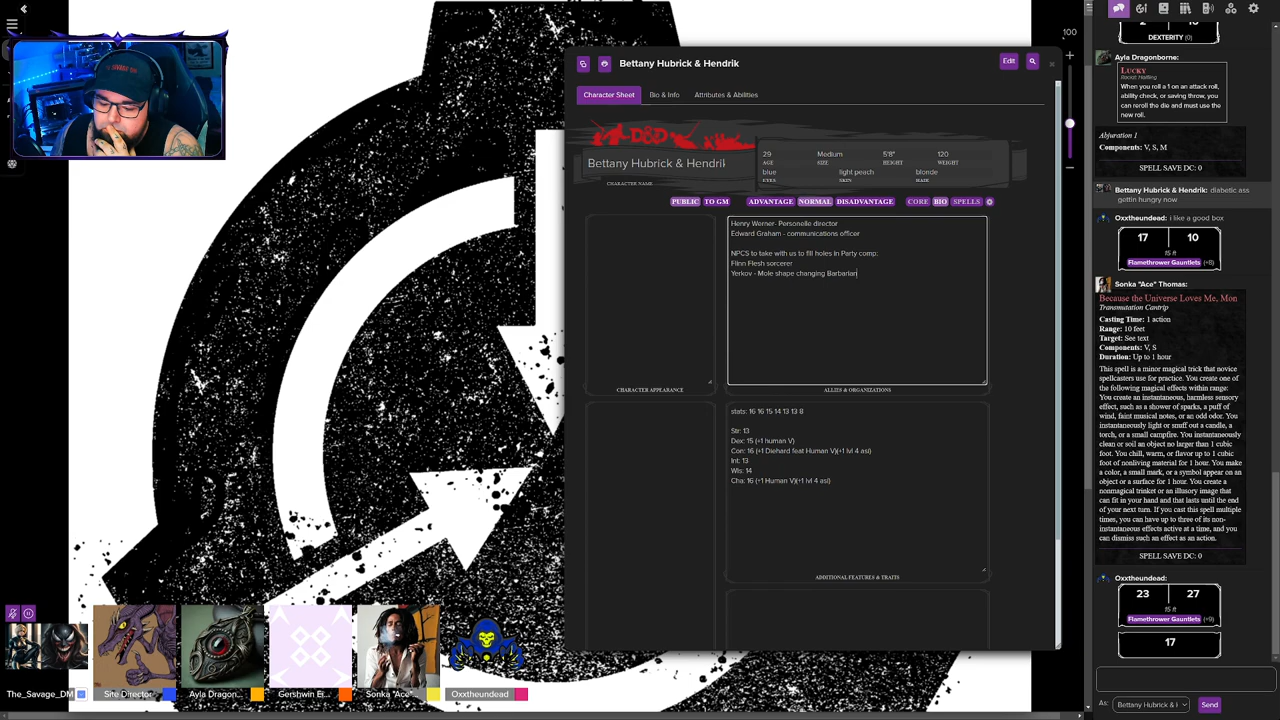 100
Bettany Hubrick & Hendrik
Edit
Character Sheet
Bio & Info
Attributes & Abilities
D&D
Bettany Hubrick & Hendrik
CHARACTER NAME
29 Medium 5'8" 120
AGE SIZE HEIGHT WEIGHT
blue light peach blonde
EYES SKIN HAIR
PUBLIC TO GM ADVANTAGE NORMAL DISADVANTAGE CORE BIO SPELLS
Henry Werner- Personelle director
Edward Graham - communications officer
NPCS to take with us to fill holes in Party comp:
Flinn Flesh sorcerer
Yerkov - Mole shape changing Barbarian
CHARACTER APPEARANCE
ALLIES & ORGANIZATIONS
stats: 16 16 15 14 13 13 8
Str: 13
Dex: 15 (+1 human V)
Con: 16 (+1 Diehard feat Human V)(+1 lvl 4 asi)
Int: 13
Wis: 14
Cha: 16 (+1 Human V)(+1 lvl 4 asi)
ADDITIONAL FEATURES & TRAITS
DEXTERITY (0)
Ayla Dragonborne:
LUCKY
Racial: Halfling
When you roll a 1 on an attack roll,
ability check, or saving throw, you
can reroll the die and must use the
new roll.
Abjuration 1
Components: V, S, M
SPELL SAVE DC: 0
Bettany Hubrick & Hendrik: diabetic ass
gettin hungry now
Oxxtheundead: i like a good box
17 10
15 ft
Flamethrower Gauntlets (+8)
Sonka "Ace" Thomas:
Because the Universe Loves Me, Mon
Transmutation Cantrip
Casting Time: 1 action
Range: 10 feet
Target: See text
Components: V, S
Duration: Up to 1 hour
This spell is a minor magical trick that novice
spellcasters use for practice. You create one of
the following magical effects within range:
You create an instantaneous, harmless sensory
effect, such as a shower of sparks, a puff of
wind, faint musical notes, or an odd odor. You
instantaneously light or snuff out a candle, a
torch, or a small campfire. You instantaneously
clean or soil an object no larger than 1 cubic
foot. You chill, warm, or flavor up to 1 cubic
foot of nonliving material for 1 hour. You make
a color, a small mark, or a symbol appear on an
object or a surface for 1 hour. You create a
nonmagical trinket or an illusory image that
can fit in your hand and that lasts until the end
of your next turn. If you cast this spell multiple
times, you can have up to three of its non-
instantaneous effects active at a time, and you
can dismiss such an effect as an action.
SPELL SAVE DC: 0
Oxxtheundead:
23 27
15 ft
Flamethrower Gauntlets (+9)
17
As: Bettany Hubrick & H
Send
The_Savage_DM
Site Director
Ayla Dragon...
Gershwin Ei...
Sonka "Ace"...
Oxxtheundead